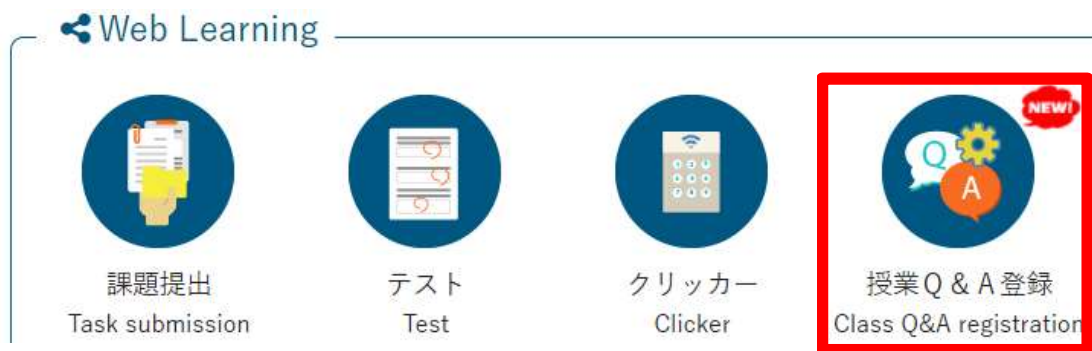 Web Learning
NEW!
課題提出
Task submission
テスト
Test
クリッカー
Clicker
Q
A
授業Q & A 登録
Class Q&A registration